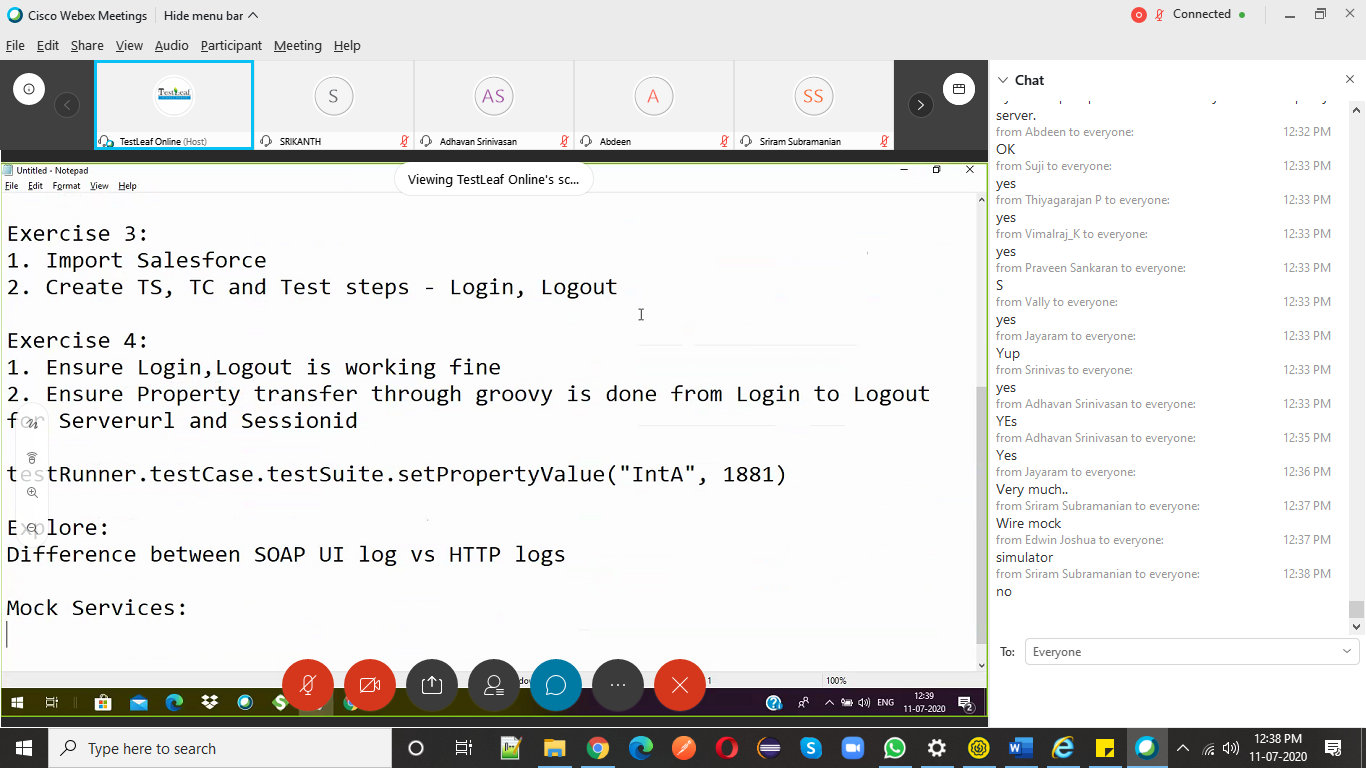 Cisco Webex Meetings
Hide menu bar
Connected
File Edit Share View Audio Participant Meeting Help
TestLeaf
S
AS
A
SS
TestLeaf Online (Host)
SRIKANTH
Adhavan Srinivasan
Abdeen
Sriram Subramanian
Untitled - Notepad
Viewing TestLeaf Online's sc...
File Edit Format View Help
Exercise 3:
1. Import Salesforce
2. Create TS, TC and Test steps - Login, Logout
Exercise 4:
1. Ensure Login,Logout is working fine
2. Ensure Property transfer through groovy is done from Login to Logout
for Serverurl and Sessionid
testRunner.testCase.testSuite.setPropertyValue("IntA", 1881)
Explore:
Difference between SOAP UI log vs HTTP logs
Mock Services:
1
100%
ENG
12:39
11-07-2020
2
Chat
server.
from Abdeen to everyone: 12:32 PM
OK
from Suji to everyone: 12:33 PM
yes
from Thiyagarajan P to everyone: 12:33 PM
yes
from Vimalraj_K to everyone: 12:33 PM
yes
from Praveen Sankaran to everyone: 12:33 PM
S
from Vally to everyone: 12:33 PM
yes
from Jayaram to everyone: 12:33 PM
Yup
from Srinivas to everyone: 12:33 PM
yes
from Adhavan Srinivasan to everyone: 12:33 PM
YEs
from Adhavan Srinivasan to everyone: 12:35 PM
Yes
from Jayaram to everyone: 12:36 PM
Very much..
from Sriram Subramanian to everyone: 12:37 PM
Wire mock
from Edwin Joshua to everyone: 12:37 PM
simulator
from Sriram Subramanian to everyone: 12:38 PM
no
To: Everyone
Type here to search
12:38 PM
11-07-2020